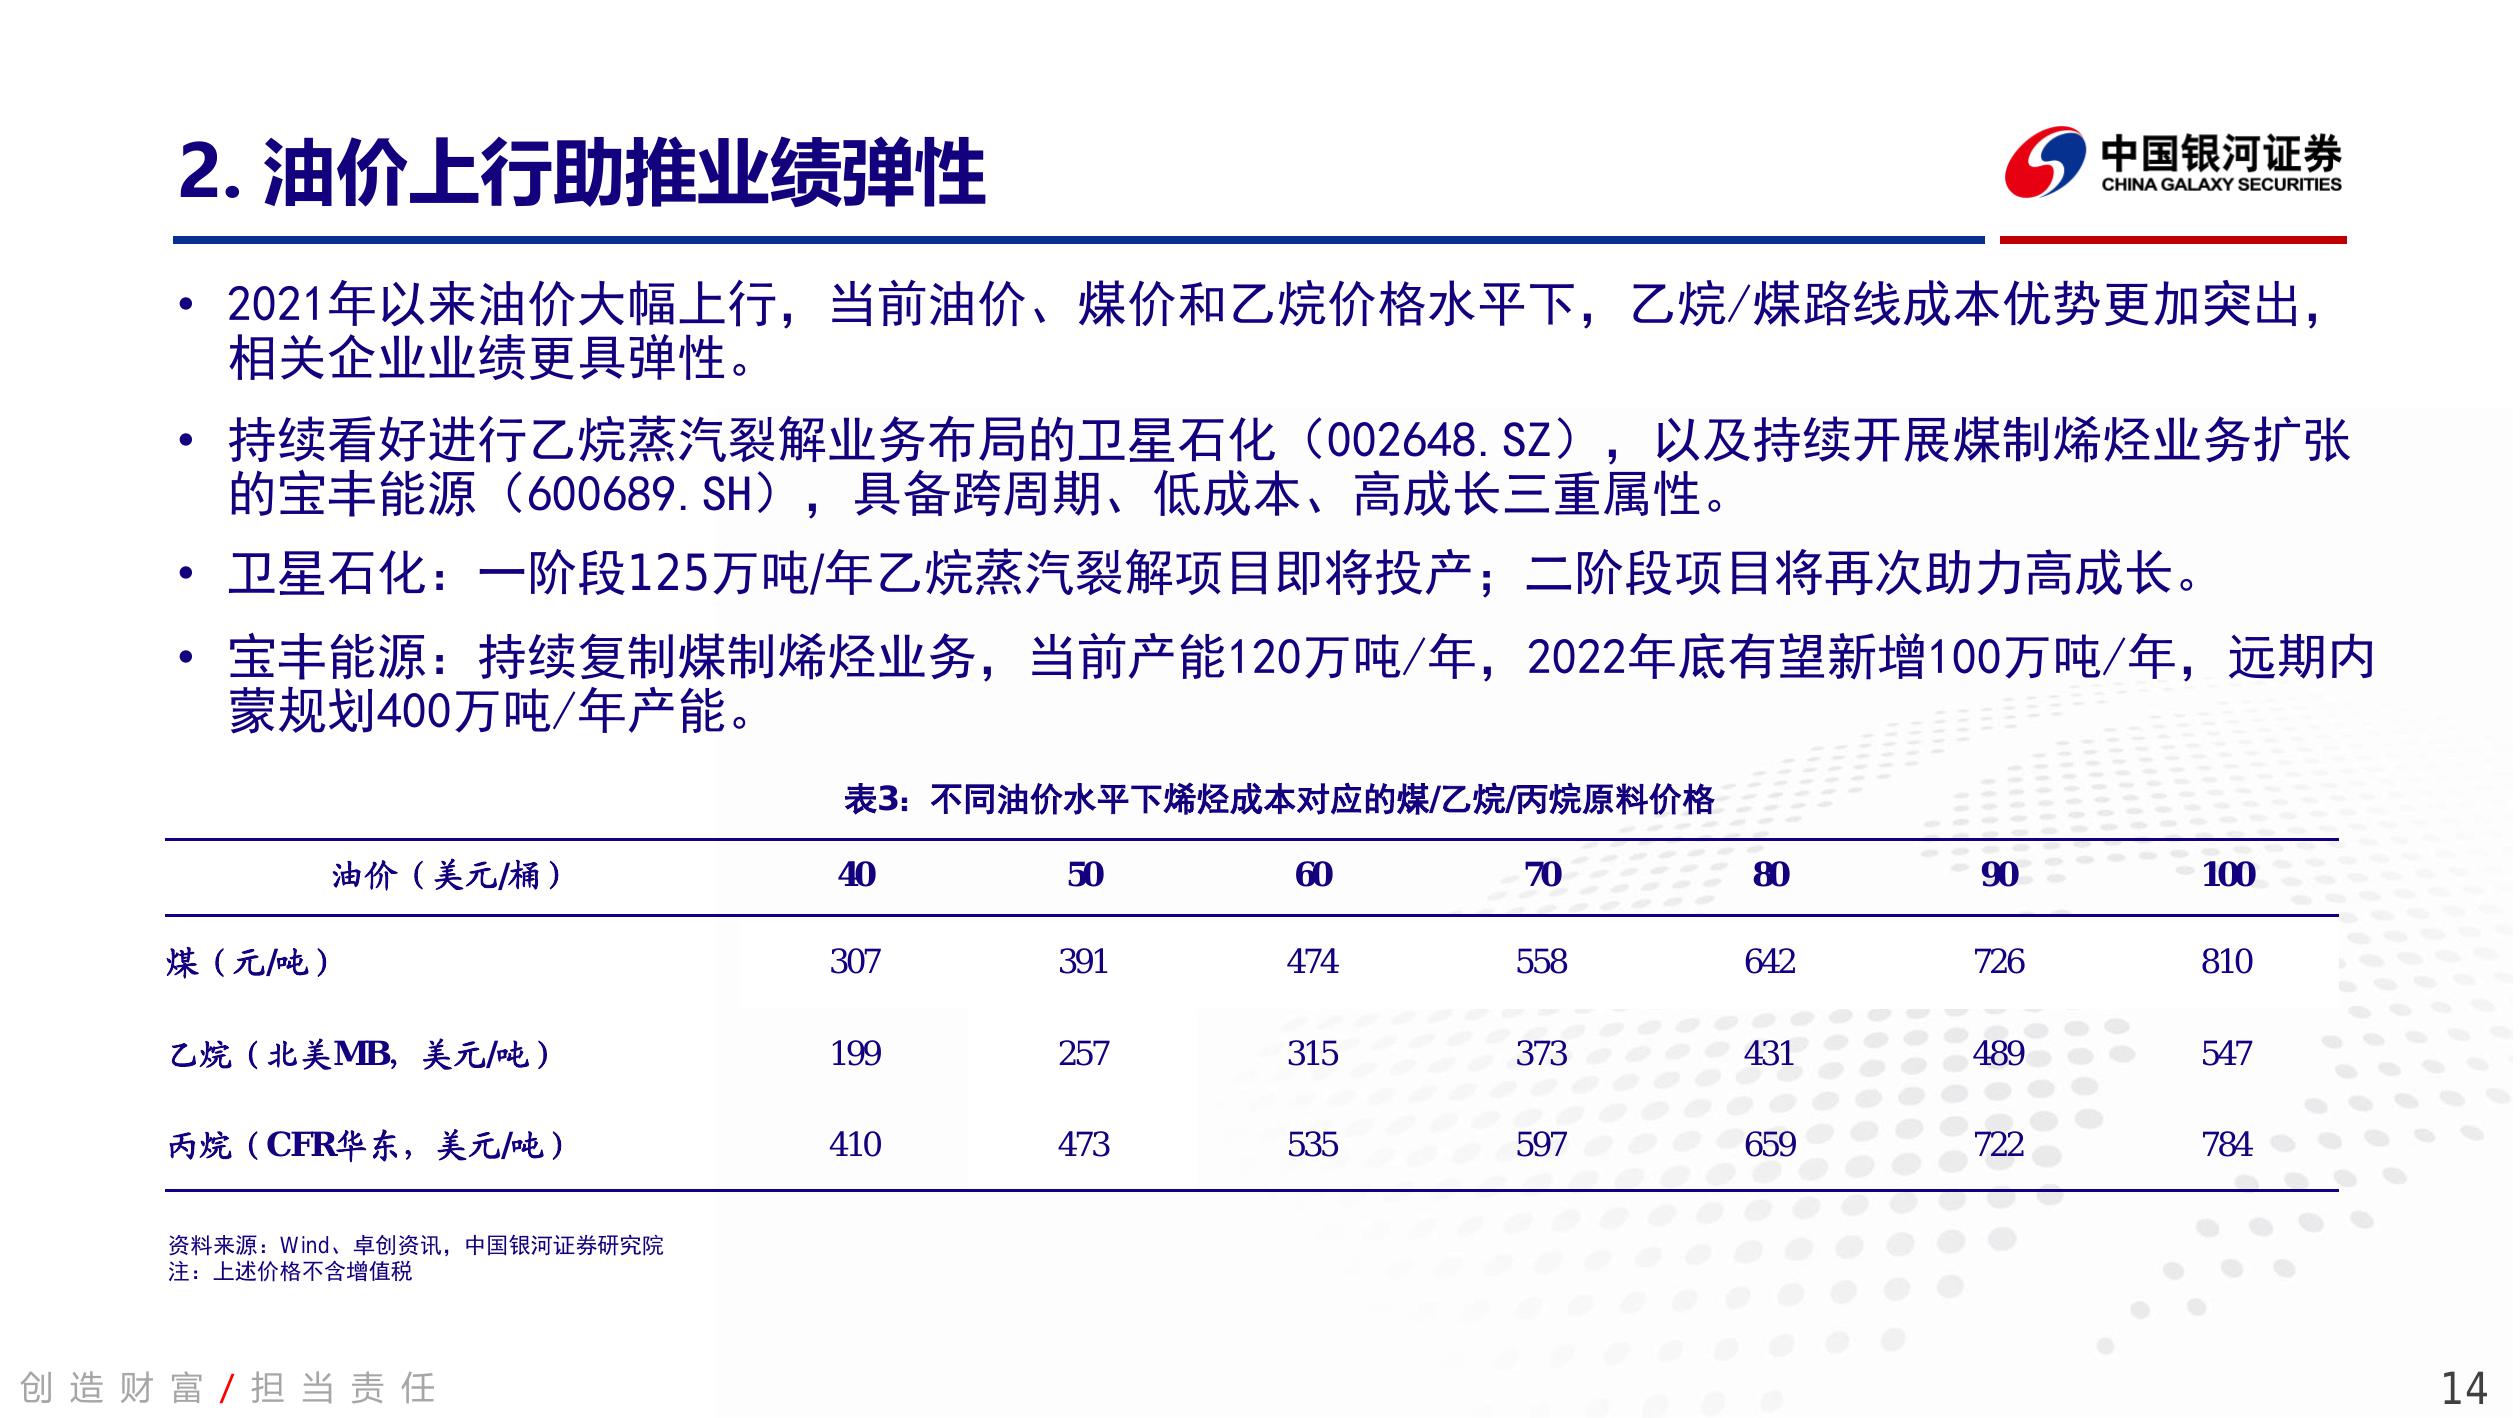 2. 油价上行助推业绩弹性
中国银河证券
CHINA GALAXY SECURITIES
• 2021年以来油价大幅上行，当前油价、煤价和乙烷价格水平下，乙烷/煤路线成本优势更加突出，
相关企业业绩更具弹性。
• 持续看好进行乙烷蒸汽裂解业务布局的卫星石化（002648.SZ），以及持续开展煤制烯烃业务扩张
的宝丰能源（600689.SH），具备跨周期、低成本、高成长三重属性。
• 卫星石化：一阶段125万吨/年乙烷蒸汽裂解项目即将投产；二阶段项目将再次助力高成长。
• 宝丰能源：持续复制煤制烯烃业务，当前产能120万吨/年，2022年底有望新增100万吨/年，远期内
蒙规划400万吨/年产能。
表3：不同油价水平下烯烃成本对应的煤/乙烷/丙烷原料价格
油价（美元/桶） 40 50 60 70 80 90 100
煤（元/吨） 307 391 474 558 642 726 810
乙烷（北美MB，美元/吨） 199 257 315 373 431 489 547
丙烷（CFR华东，美元/吨） 410 473 535 597 659 722 784
资料来源：Wind、卓创资讯，中国银河证券研究院
注：上述价格不含增值税
创造财富/担当责任
14